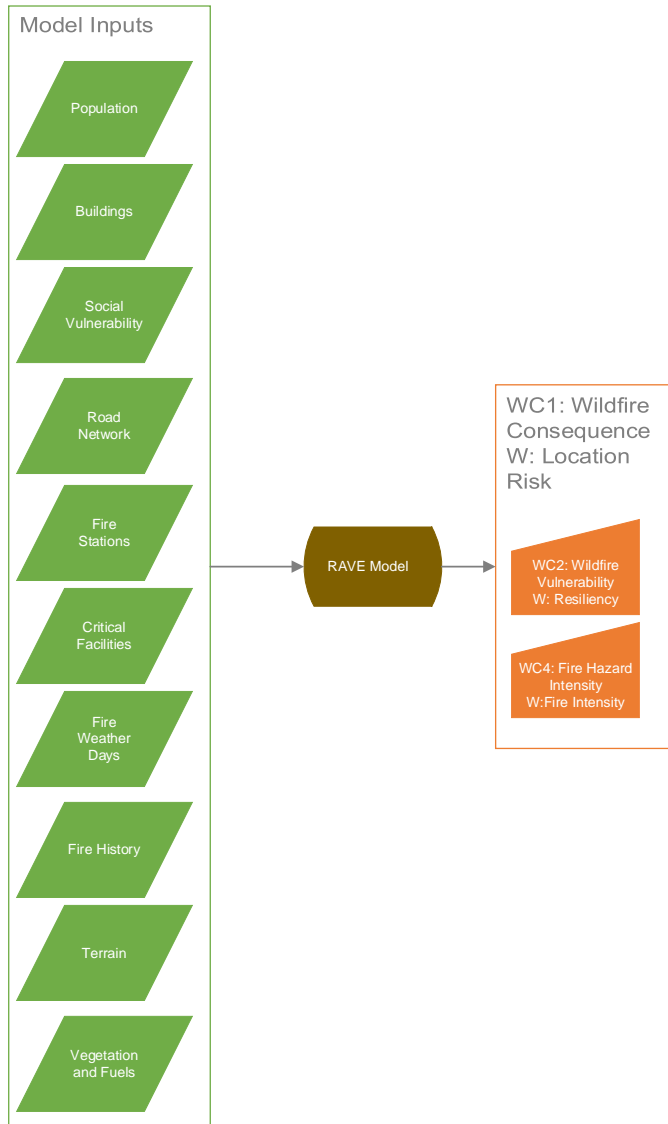 Model Inputs
Population
Buildings
Social
Vulnerability
Road
Network
Fire
Stations
Critical
Facilities
Fire
Weather
Days
Fire History
Terrain
Vegetation
and Fuels
RAVE Model
WC1: Wildfire
Consequence
W: Location
Risk
WC2: Wildfire
Vulnerability
W: Resiliency
WC4: Fire Hazard
Intensity
W:Fire Intensity